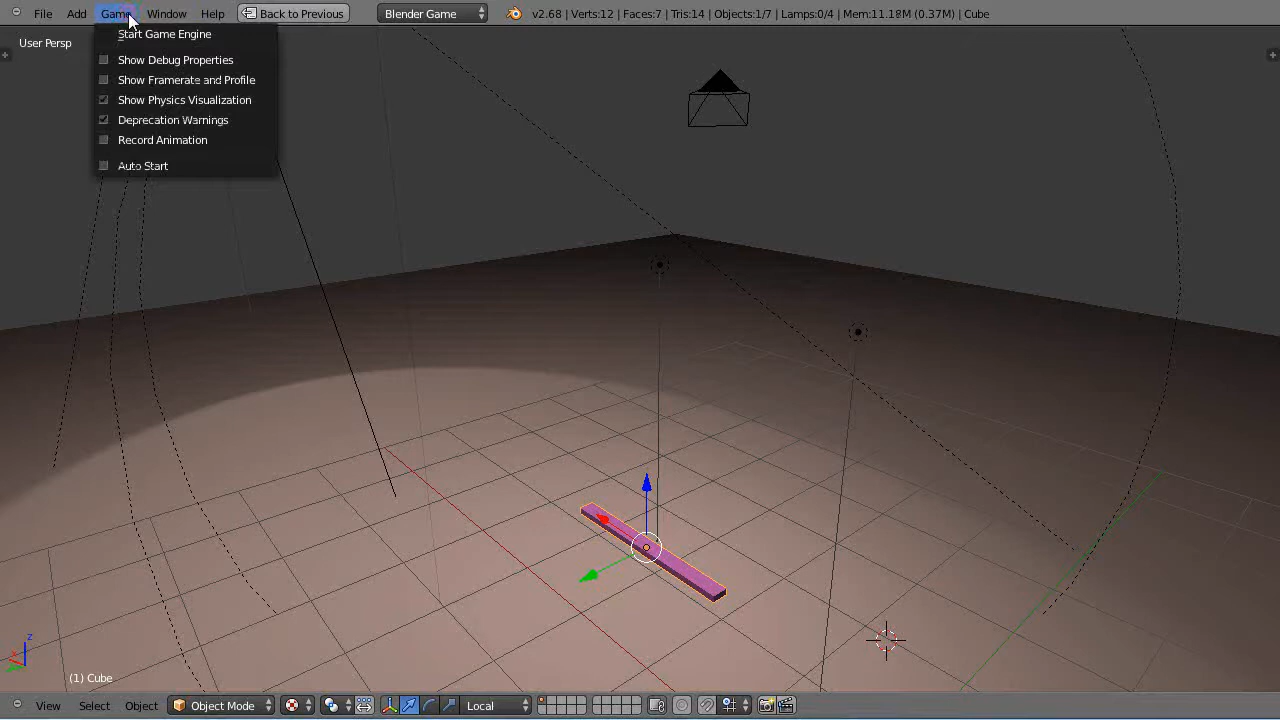 File Add Game Window Help Back to Previous Blender Game v2.68 | Verts:12 | Faces:7 | Tris:14 | Objects:1/7 | Lamps:0/4 | Mem:11.18M (0.37M) | Cube
User Persp
Start Game Engine
Show Debug Properties
Show Framerate and Profile
Show Physics Visualization
Deprecation Warnings
Record Animation
Auto Start
z
x
(1) Cube
View Select Object Object Mode Local